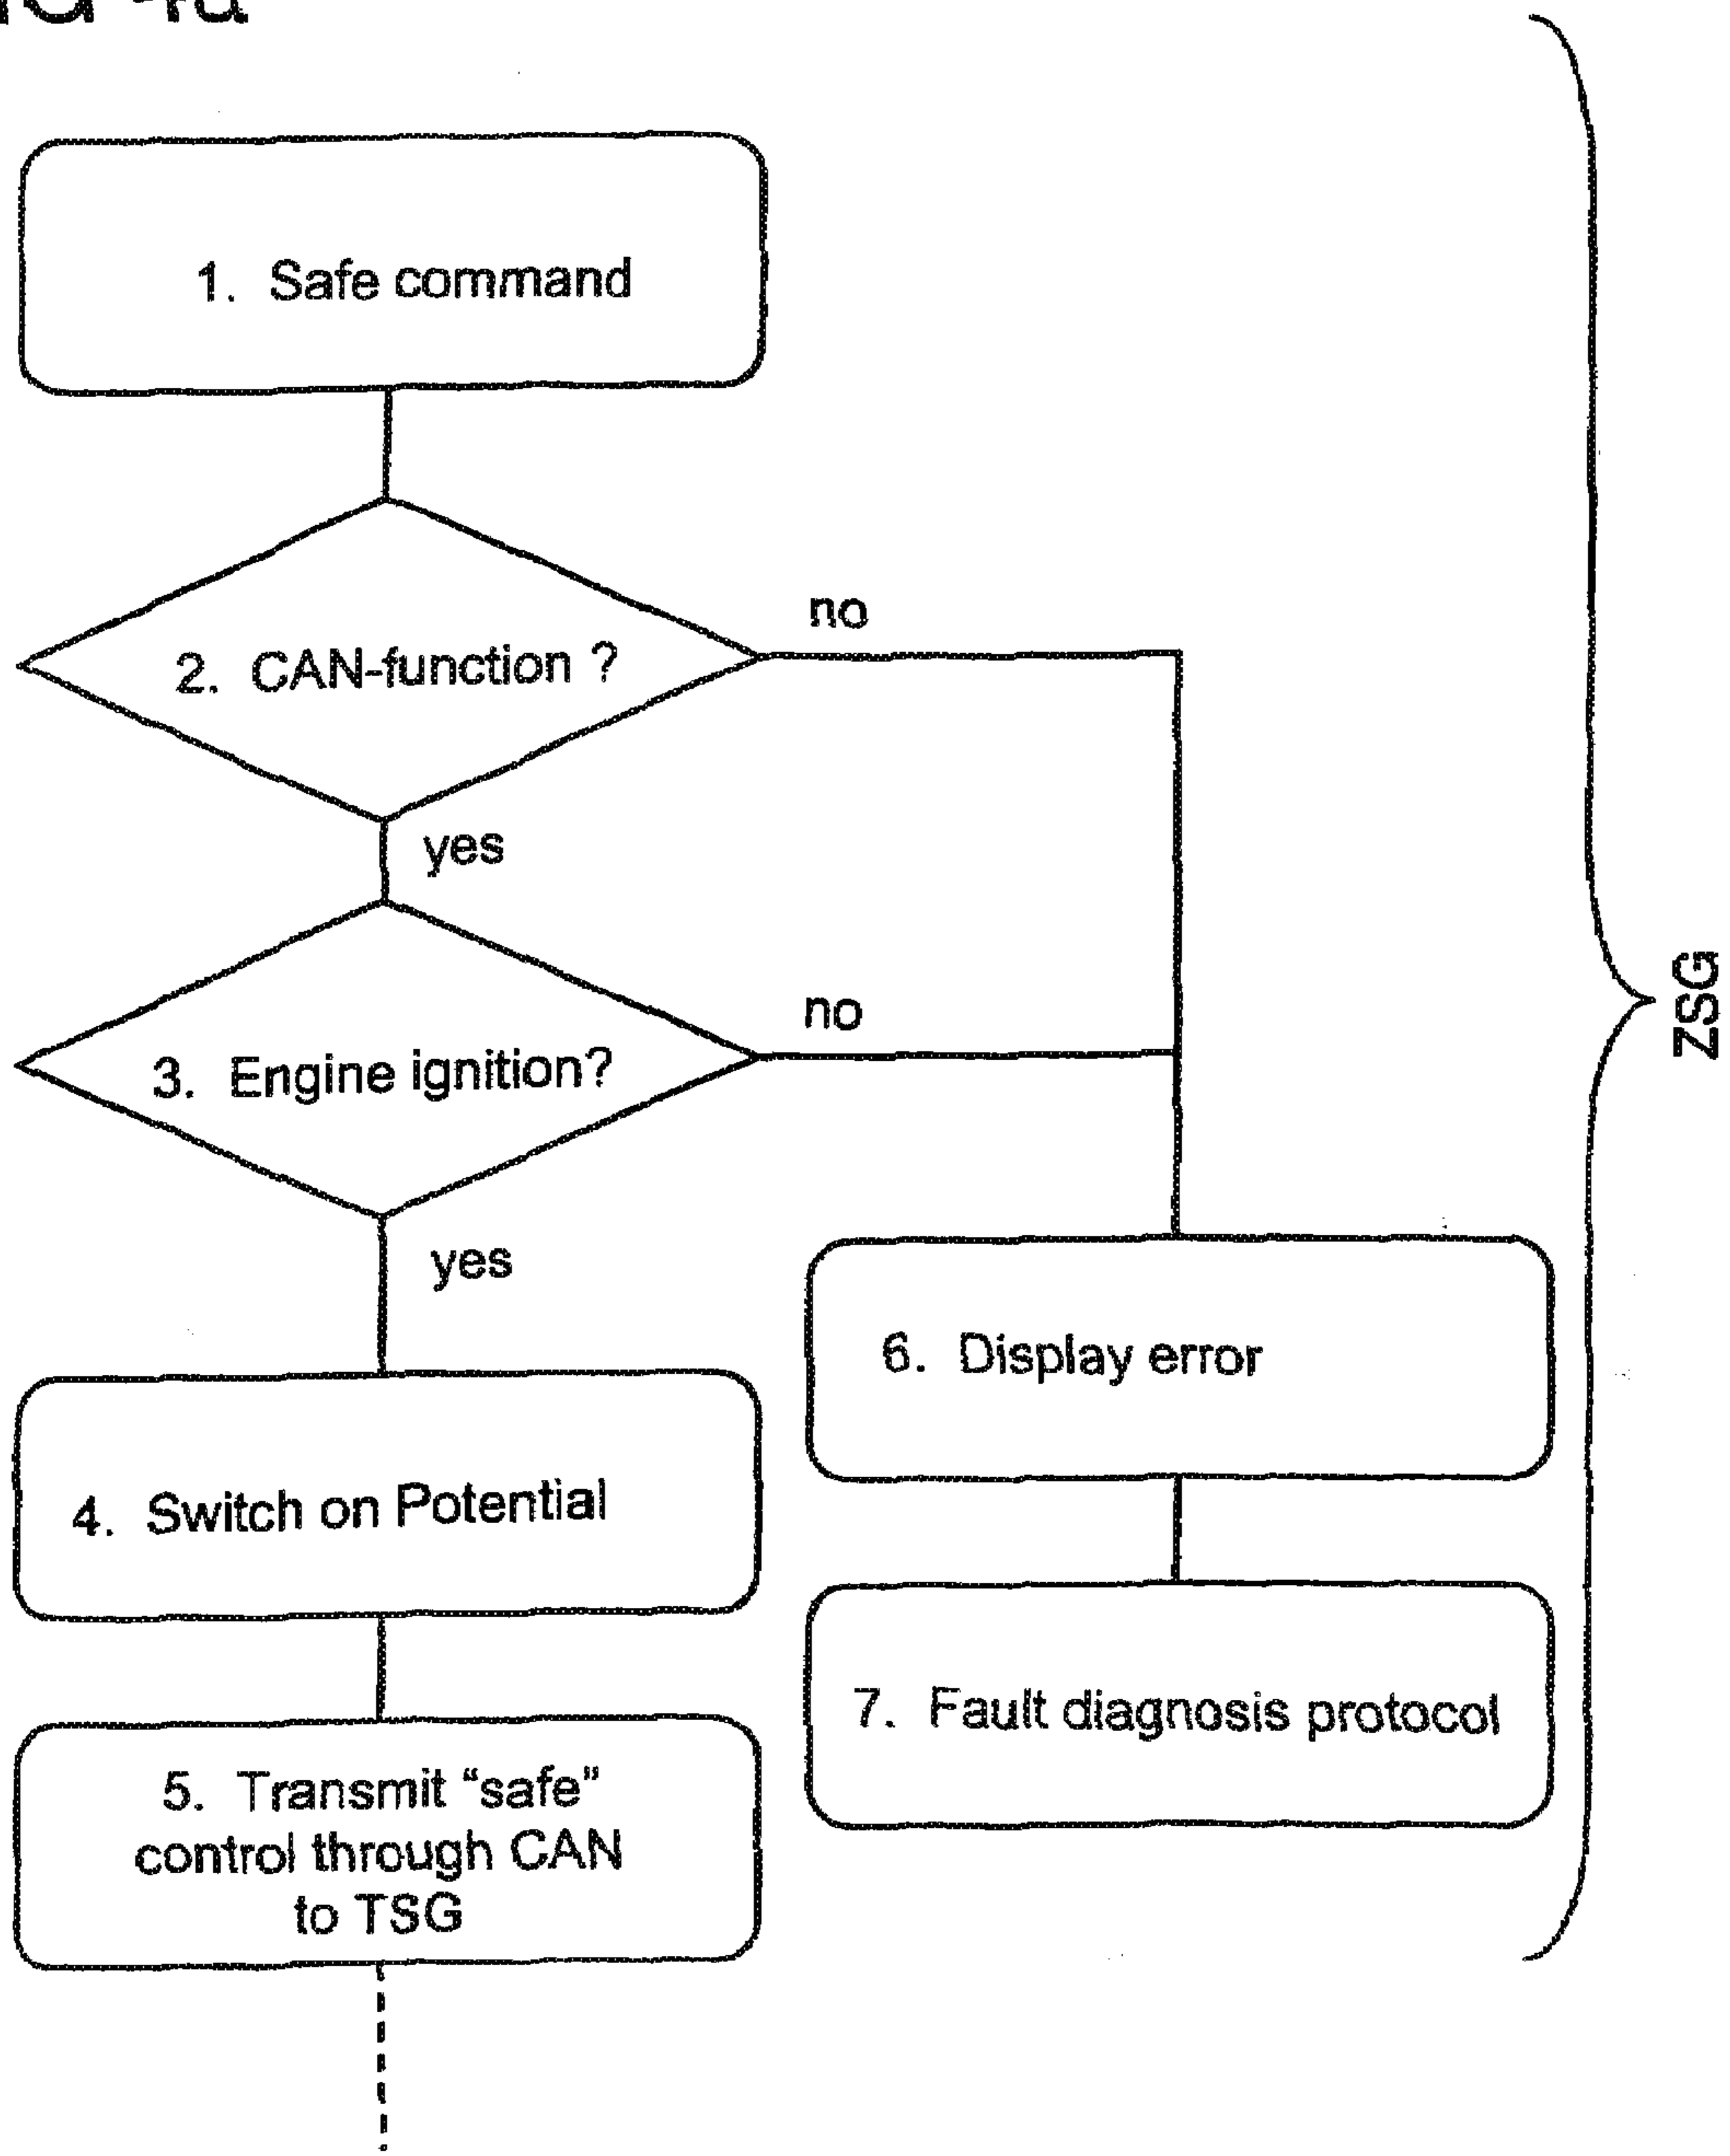 1. Safe command
2. CAN-function ?
no
yes
3. Engine ignition?
no
yes
4. Switch on Potential
5. Transmit “safe”
control through CAN
to TSG
6. Display error
7. Fault diagnosis protocol
ZSG